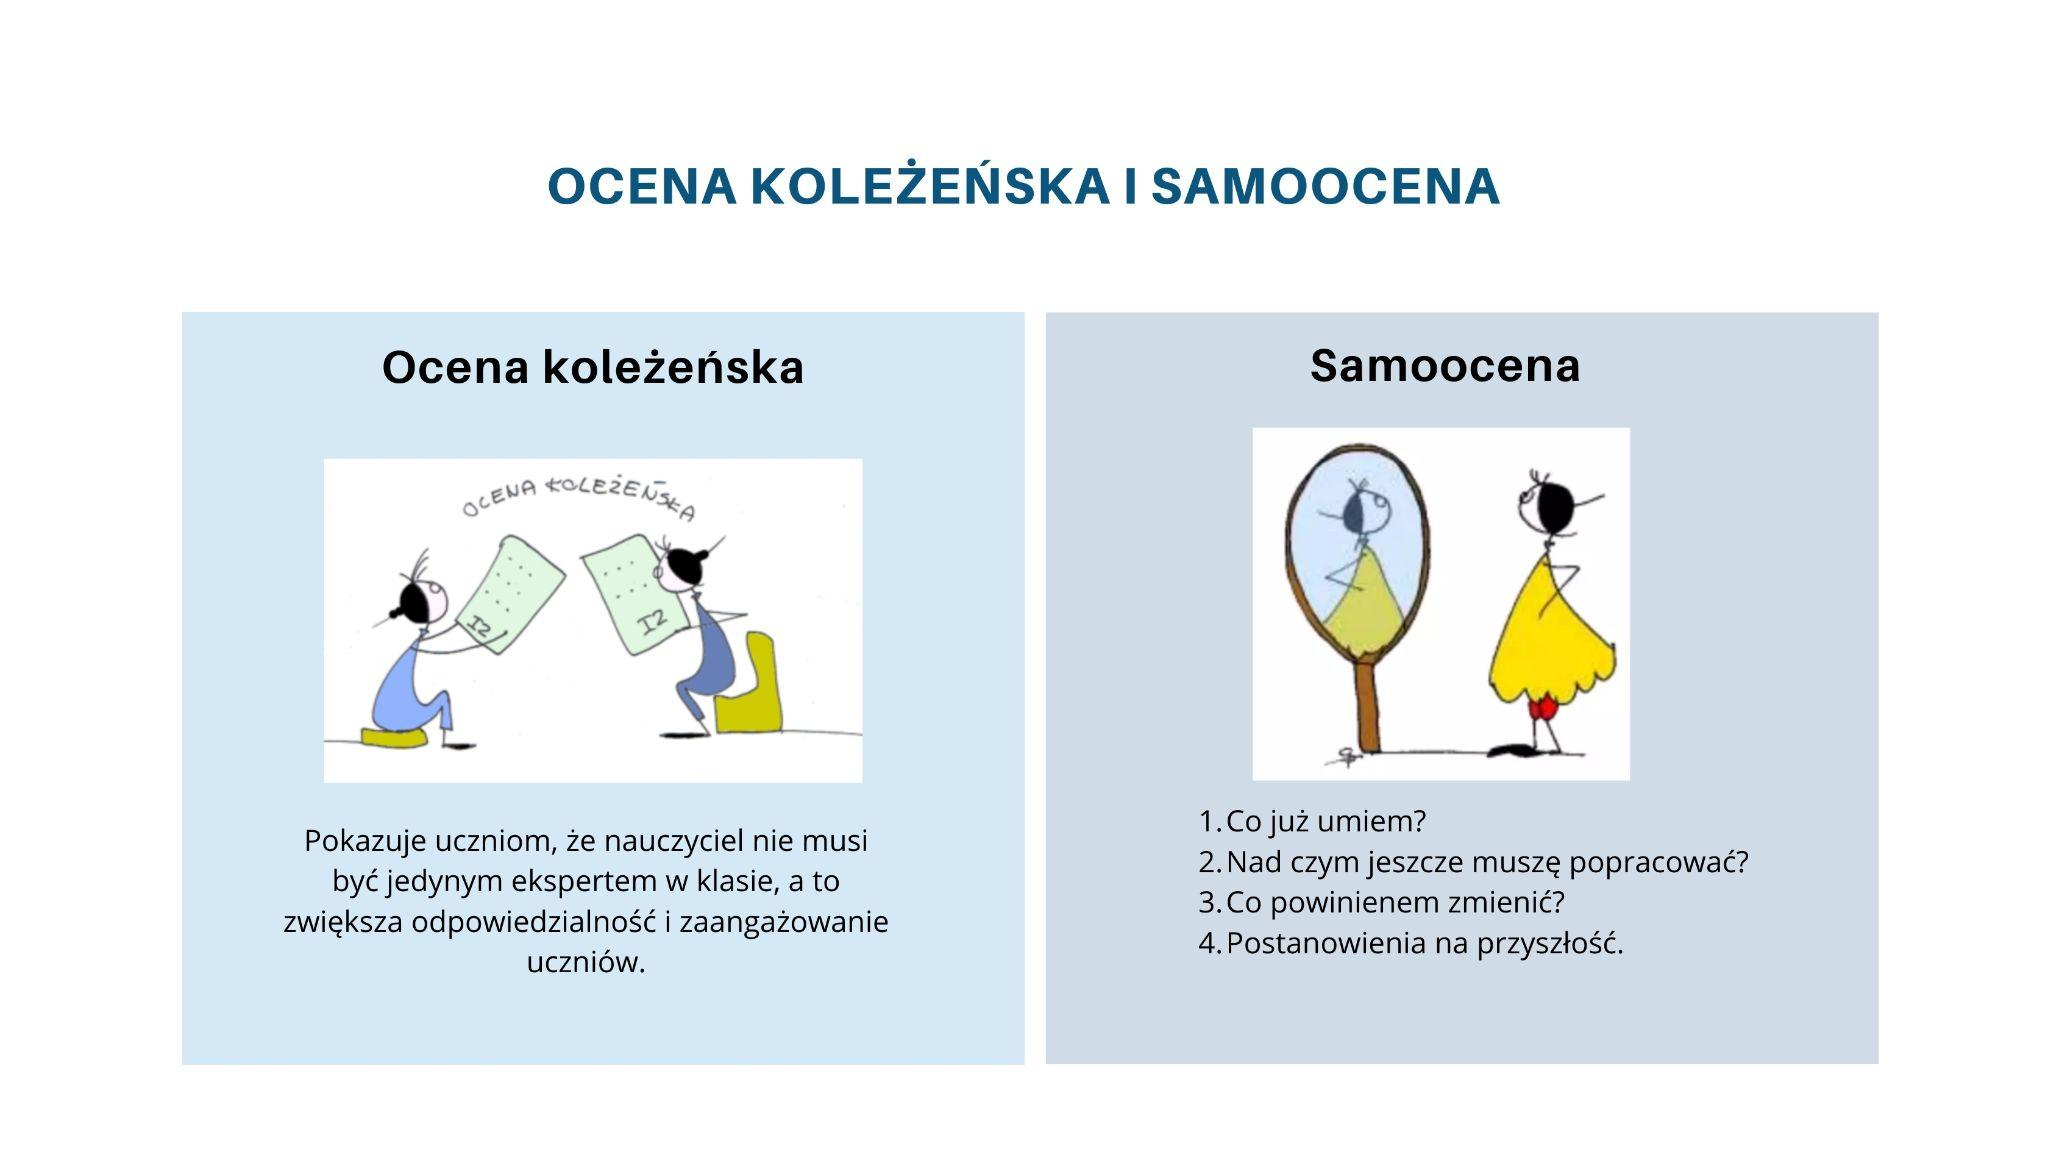 OCENA KOLEŻEŃSKA I SAMOOCENA
Ocena koleżeńska
OCENA KOLEŻEŃSKA
IZ
IZ
Pokazuje uczniom, że nauczyciel nie musi
być jedynym ekspertem w klasie, a to
zwiększa odpowiedzialność i zaangażowanie
uczniów.
Samoocena
1. Co już umiem?
2. Nad czym jeszcze muszę popracować?
3. Co powinienem zmienić?
4. Postanowienia na przyszłość.